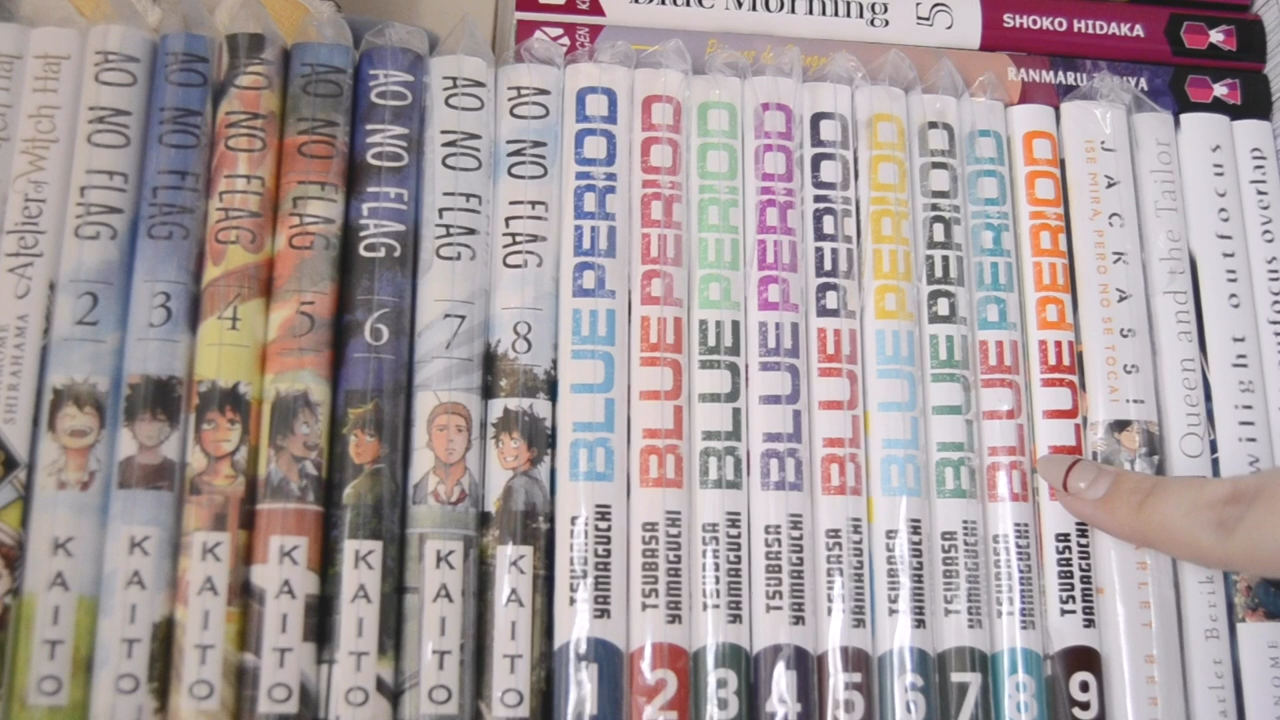 Blue Morning
5
SHOKO HIDAKA
Atelier of Witch Hat
SHIRAHAMA
AO NO FLAG
2
KAITO
AO NO FLAG
3
KAITO
AO NO FLAG
4
KAITO
AO NO FLAG
5
KAITO
AO NO FLAG
6
KAITO
AO NO FLAG
7
KAITO
AO NO FLAG
8
KAITO
BLUE PERIOD
TSUBASA
YAMAGUCHI
1
BLUE PERIOD
TSUBASA
YAMAGUCHI
2
BLUE PERIOD
TSUBASA
YAMAGUCHI
3
BLUE PERIOD
TSUBASA
YAMAGUCHI
4
BLUE PERIOD
TSUBASA
YAMAGUCHI
5
BLUE PERIOD
TSUBASA
YAMAGUCHI
6
BLUE PERIOD
TSUBASA
YAMAGUCHI
7
BLUE PERIOD
TSUBASA
YAMAGUCHI
8
BLUE PERIOD
TSUBASA
YAMAGUCHI
9
JACKASS!
SE MIRA, PERO NO SE TOCA
Queen and the Tailor
twilight outfocus
outfocus overlap
RANMARU